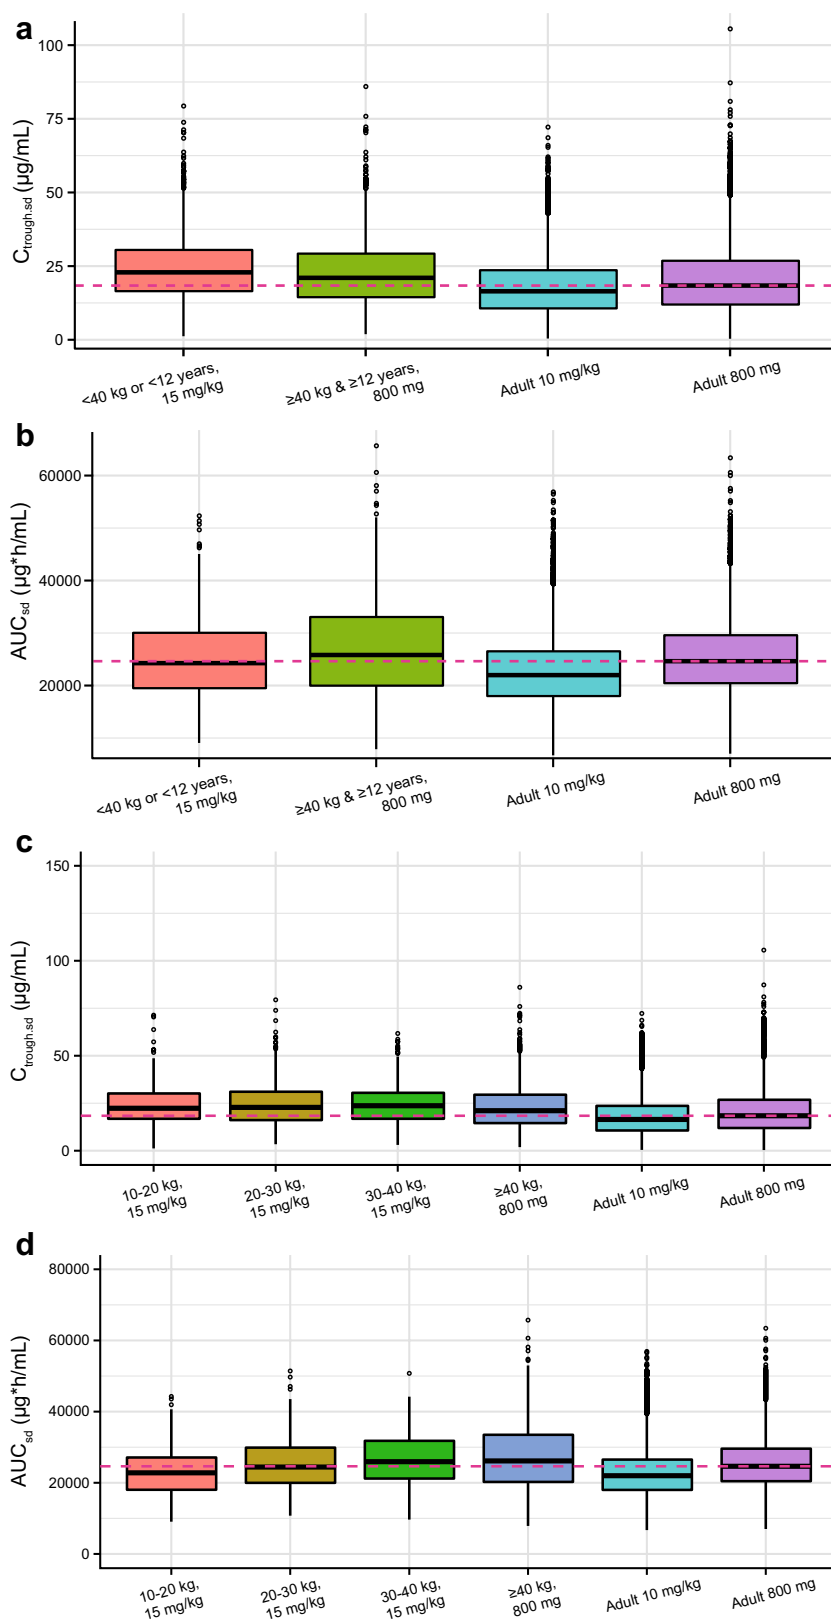 a
C trough.sd (µg/mL)
100
75
50
25
0
<40 kg or <12 years,
15 mg/kg
≥40 kg & ≥12 years,
800 mg
Adult 10 mg/kg
Adult 800 mg
b
AUC sd (µg*h/mL)
60000
40000
20000
<40 kg or <12 years,
15 mg/kg
≥40 kg & ≥12 years,
800 mg
Adult 10 mg/kg
Adult 800 mg
c
C trough.sd (µg/mL)
150
100
50
0
10-20 kg,
15 mg/kg
20-30 kg,
15 mg/kg
30-40 kg,
15 mg/kg
≥40 kg,
800 mg
Adult 10 mg/kg
Adult 800 mg
d
AUC sd (µg*h/mL)
80000
60000
40000
20000
0
10-20 kg,
15 mg/kg
20-30 kg,
15 mg/kg
30-40 kg,
15 mg/kg
≥40 kg,
800 mg
Adult 10 mg/kg
Adult 800 mg